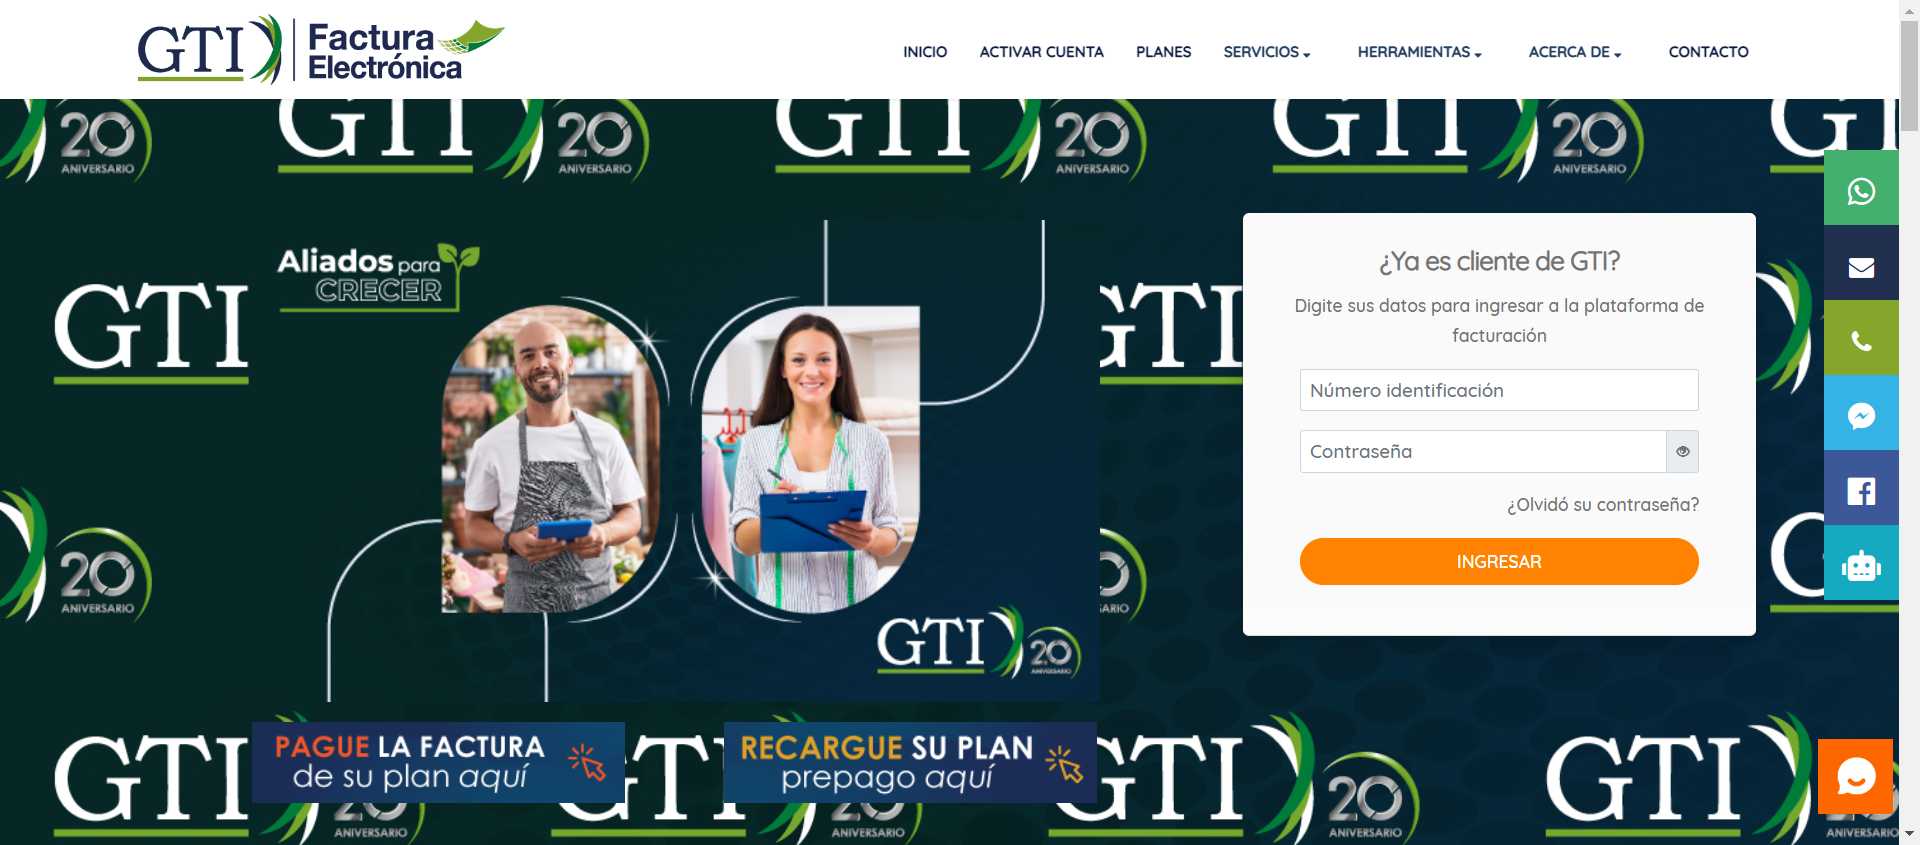 GTI Factura Electrónica
INICIO
ACTIVAR CUENTA
PLANES
SERVICIOS
HERRAMIENTAS
ACERCA DE
CONTACTO
GTI 20 ANIVERSARIO
Aliados para
CRECER
GTI 20 ANIVERSARIO
¿Ya es cliente de GTI?
Digite sus datos para ingresar a la plataforma de
facturación
Número identificación
Contraseña
¿Olvidó su contraseña?
INGRESAR
PAGUE LA FACTURA
de su plan aquí
RECARGUE SU PLAN
prepago aquí